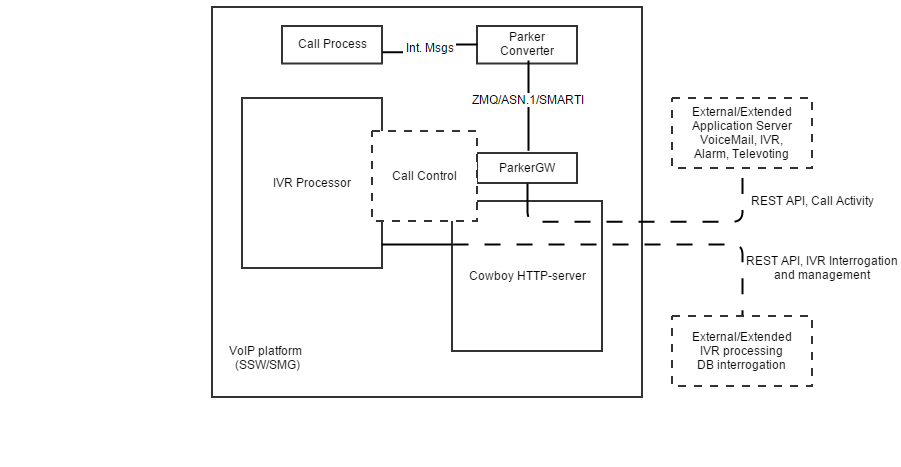 Call Process
Int. Msgs
Parker
Converter
ZMQ/ASN.1/SMARTI
External/Extended
Application Server
VoiceMail, IVR,
Alarm, Televoting
IVR Processor
Call Control
ParkerGW
REST API, Call Activity
Cowboy HTTP-server
REST API, IVR Interrogation
and management
VoIP platform
(SSW/SMG)
External/Extended
IVR processing
DB interrogation